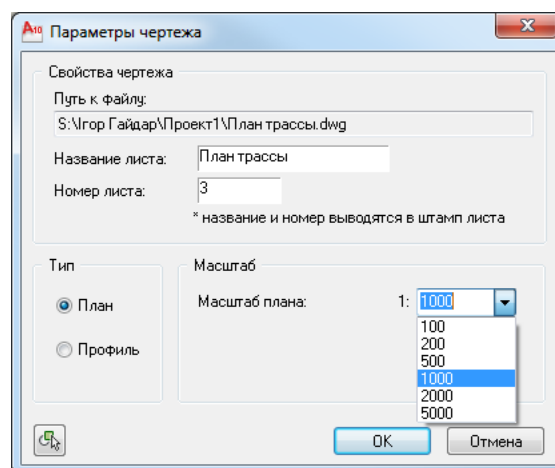 A10 Параметры чертежа
Свойства чертежа
Путь к файлу:
S:\Ігор Гайдар\Проект1\План трассы.dwg
Название листа: План трассы
Номер листа: 3
* название и номер выводятся в штамп листа
Тип
План
Профиль
Масштаб
Масштаб плана: 1: 1000
100
200
500
1000
2000
5000
OK Отмена